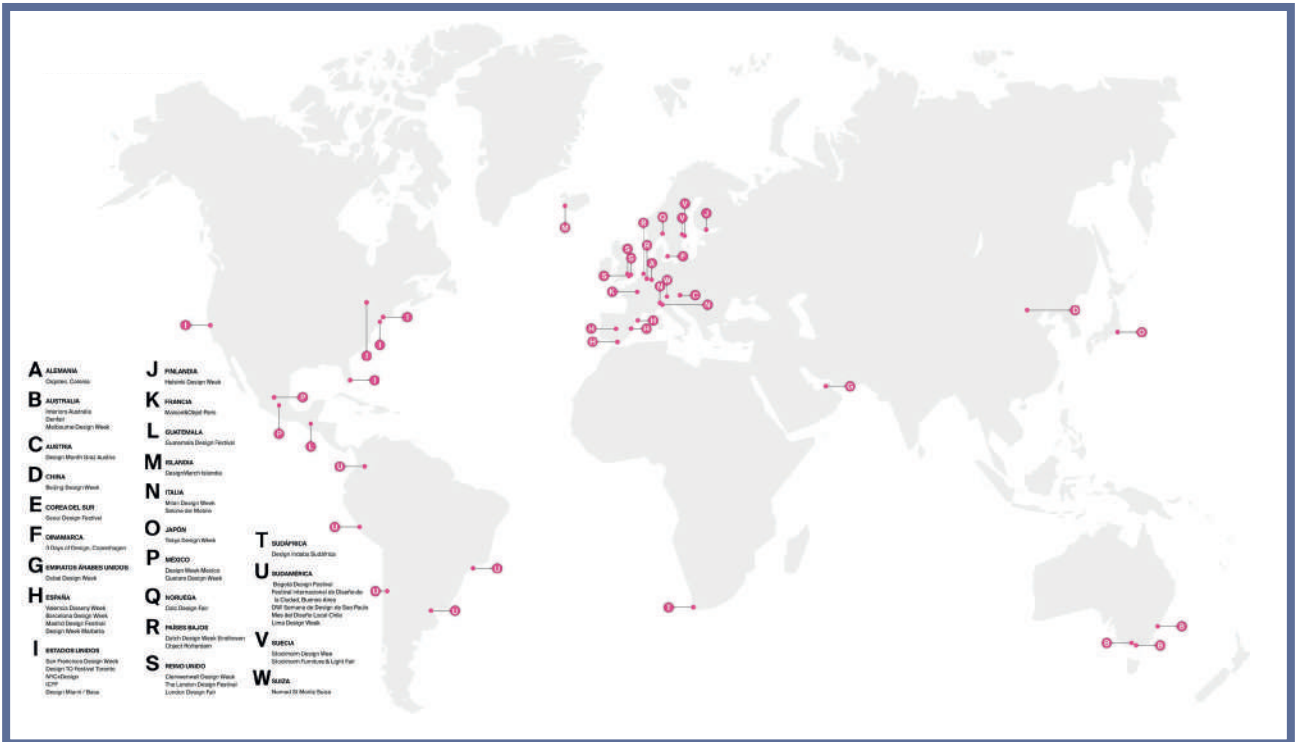 A ALEMANIA
Orgatec, Colonia
B AUSTRALIA
Interiors Australia
Denfair
Melbourne Design Week
C AUSTRIA
Design Month Graz Austria
D CHINA
Beijing Design Week
E COREA DEL SUR
Seoul Design Festival
F DINAMARCA
3 Days of Design, Copenhagen
G EMIRATOS ÁRABES UNIDOS
Dubai Design Week
H ESPAÑA
Valencia Disseny Week
Barcelona Design Week
Madrid Design Festival
Design Week Marbella
I ESTADOS UNIDOS
San Francisco Design Week
Design TO Festival Toronto
NYCxDesign
ICFF
Design Miami / Basel
J FINLANDIA
Helsinki Design Week
K FRANCIA
Maison&Objet Paris
L GUATEMALA
Guatemala Design Festival
M ISLANDIA
DesignMarch Islandia
N ITALIA
Milan Design Week
Salone del Mobile
O JAPÓN
Tokyo Design Week
P MÉXICO
Design Week Mexico
Design Week
Q NORUEGA
Oslo Design Fair
R PAÍSES BAJOS
Dutch Design Week Eindhoven
Object Rotterdam
S REINO UNIDO
Clerkenwell Design Week
The London Design Festival
London Design Fair
T SUDÁFRICA
Design Indaba Sudáfrica
U SUDAMÉRICA
Bogotá Design Festival
Festival Internacional de Diseño de
la Ciudad, Buenos Aires
DW! Semana de Design de Sao Paulo
Mes del Diseño Local Chile
Lima Design Week
V SUECIA
Stockholm Design
Stockholm Furniture & Light Fair
W SUIZA
Nomad St Moritz Suiza
V
Q
V
J
R
M
S
R
S
A
F
S
W
K
N
C
N
I
I
H
H
H
I
I
D
O
I
G
P
P
L
U
U
U
U
U
T
B
B
B